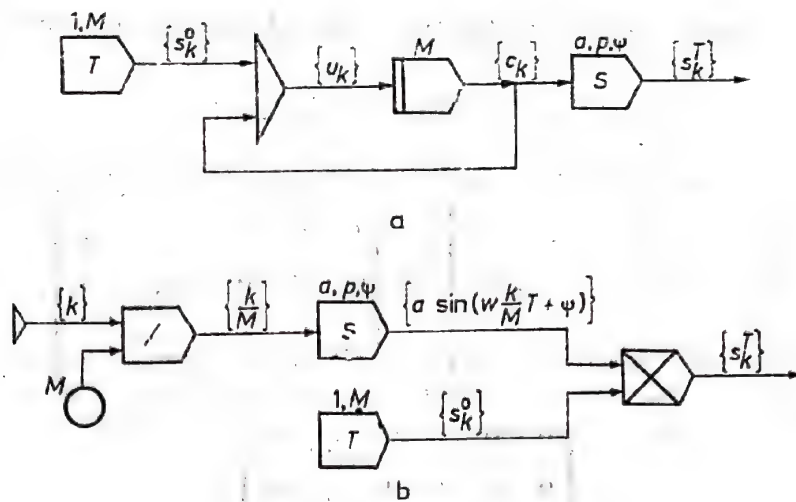 1, M
T
{s_k^0}
{u_k}
M
{c_k}
a, p, ψ
S
{s_k^T}
a
{k}
M
/
{k/M}
a, p, ψ
S
{a sin(w k/M T + ψ)}
1, M
T
{s_k^0}
{s_k^T}
b